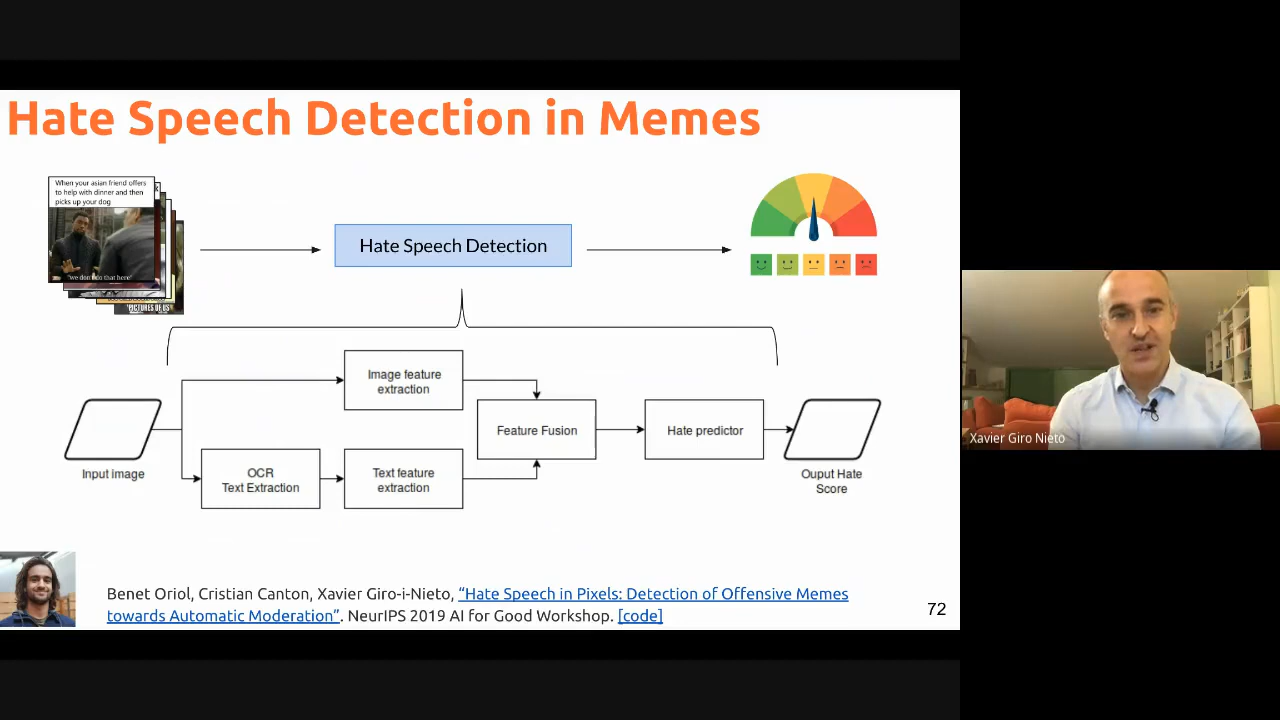 Hate Speech Detection in Memes
When your asian friend offers
to help with dinner and then
picks up your dog
"we don't do that here"
"PICTURES OF US"
Hate Speech Detection
Image feature
extraction
Feature Fusion
Hate predictor
Input image
OCR
Text Extraction
Text feature
extraction
Ouput Hate
Score
Benet Oriol, Cristian Canton, Xavier Giro-i-Nieto, “Hate Speech in Pixels: Detection of Offensive Memes
towards Automatic Moderation”. NeurIPS 2019 AI for Good Workshop. [code]
72
Xavier Giro Nieto